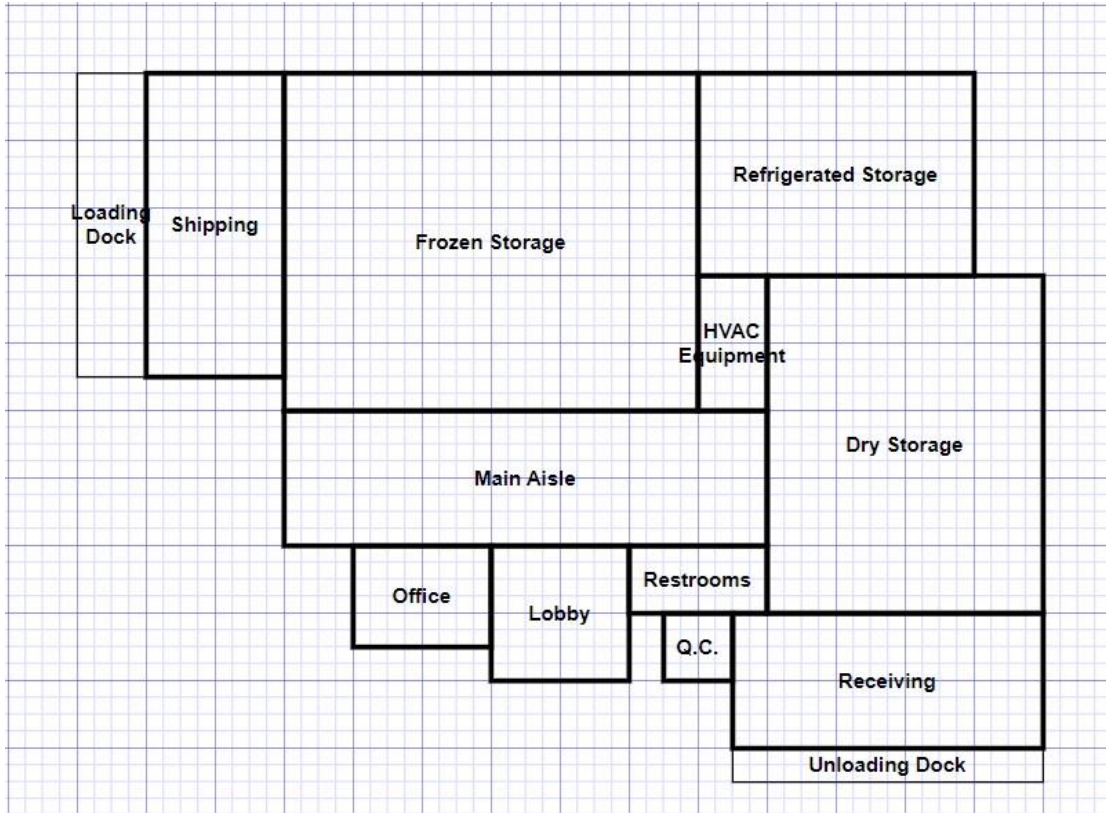 Refrigerated Storage
Loading
Dock
Shipping
Frozen Storage
HVAC
Equipment
Dry Storage
Main Aisle
Office
Lobby
Restrooms
Q.C.
Receiving
Unloading Dock